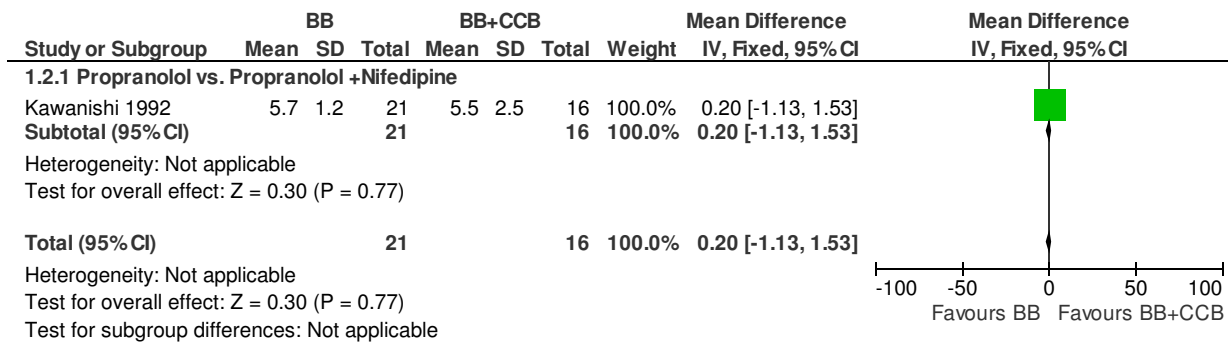 BB BB+CCB Mean Difference Mean Difference
Study or Subgroup Mean SD Total Mean SD Total Weight IV, Fixed, 95% CI IV, Fixed, 95% CI
1.2.1 Propranolol vs. Propranolol +Nifedipine
Kawanishi 1992 5.7 1.2 21 5.5 2.5 16 100.0% 0.20 [-1.13, 1.53]
Subtotal (95% CI) 21 16 100.0% 0.20 [-1.13, 1.53]
Heterogeneity: Not applicable
Test for overall effect: Z = 0.30 (P = 0.77)
Total (95% CI) 21 16 100.0% 0.20 [-1.13, 1.53]
Heterogeneity: Not applicable
Test for overall effect: Z = 0.30 (P = 0.77)
Test for subgroup differences: Not applicable
-100 -50 0 50 100
Favours BB Favours BB+CCB